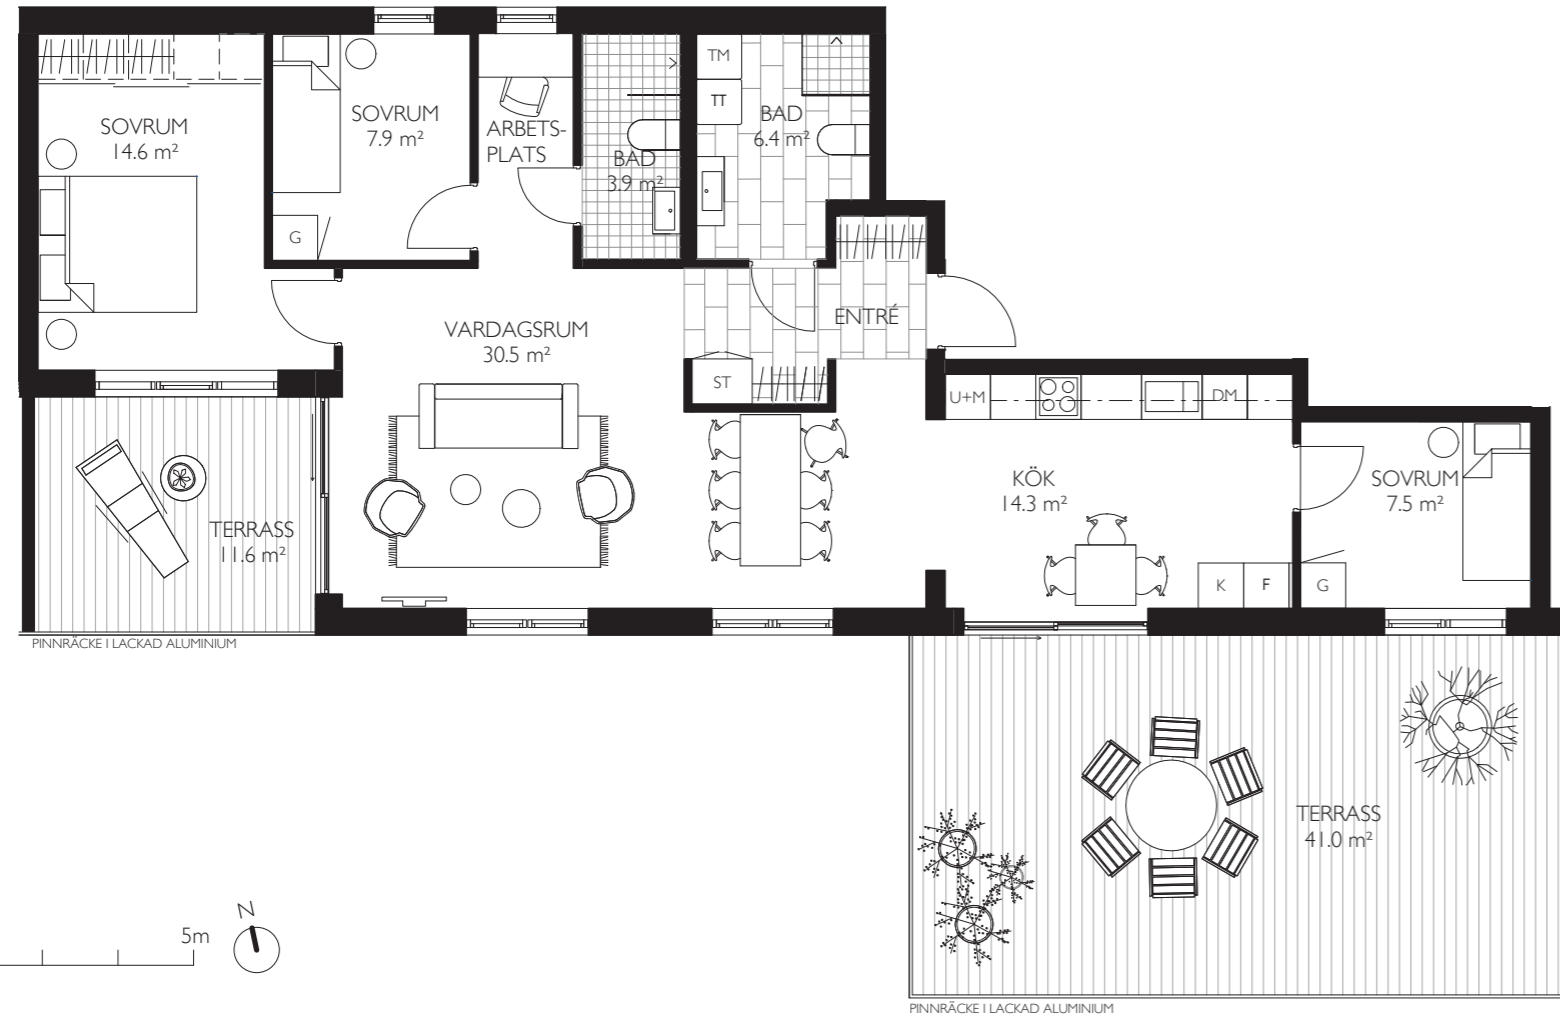 SOVRUM
14.6 m²
SOVRUM
7.9 m²
G
ARBETS-
PLATS
BAD
3.9 m²
TM
TT
BAD
6.4 m²
ENTRÉ
VARDAGSRUM
30.5 m²
ST
U+M
DM
KÖK
14.3 m²
K
F
SOVRUM
7.5 m²
G
TERRASS
11.6 m²
PINNRÄCKE I LACKAD ALUMINIUM
TERRASS
41.0 m²
N
5m
PINNRÄCKE I LACKAD ALUMINIUM